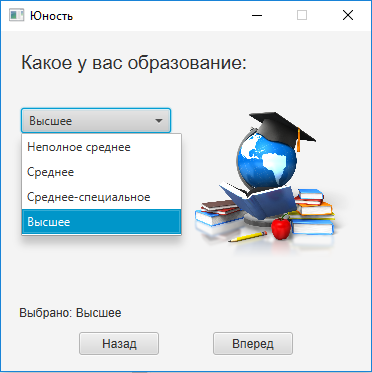 Юность
Какое у вас образование:
Высшее
Неполное среднее
Среднее
Среднее-специальное
Высшее
Выбрано: Высшее
Назад
Вперед